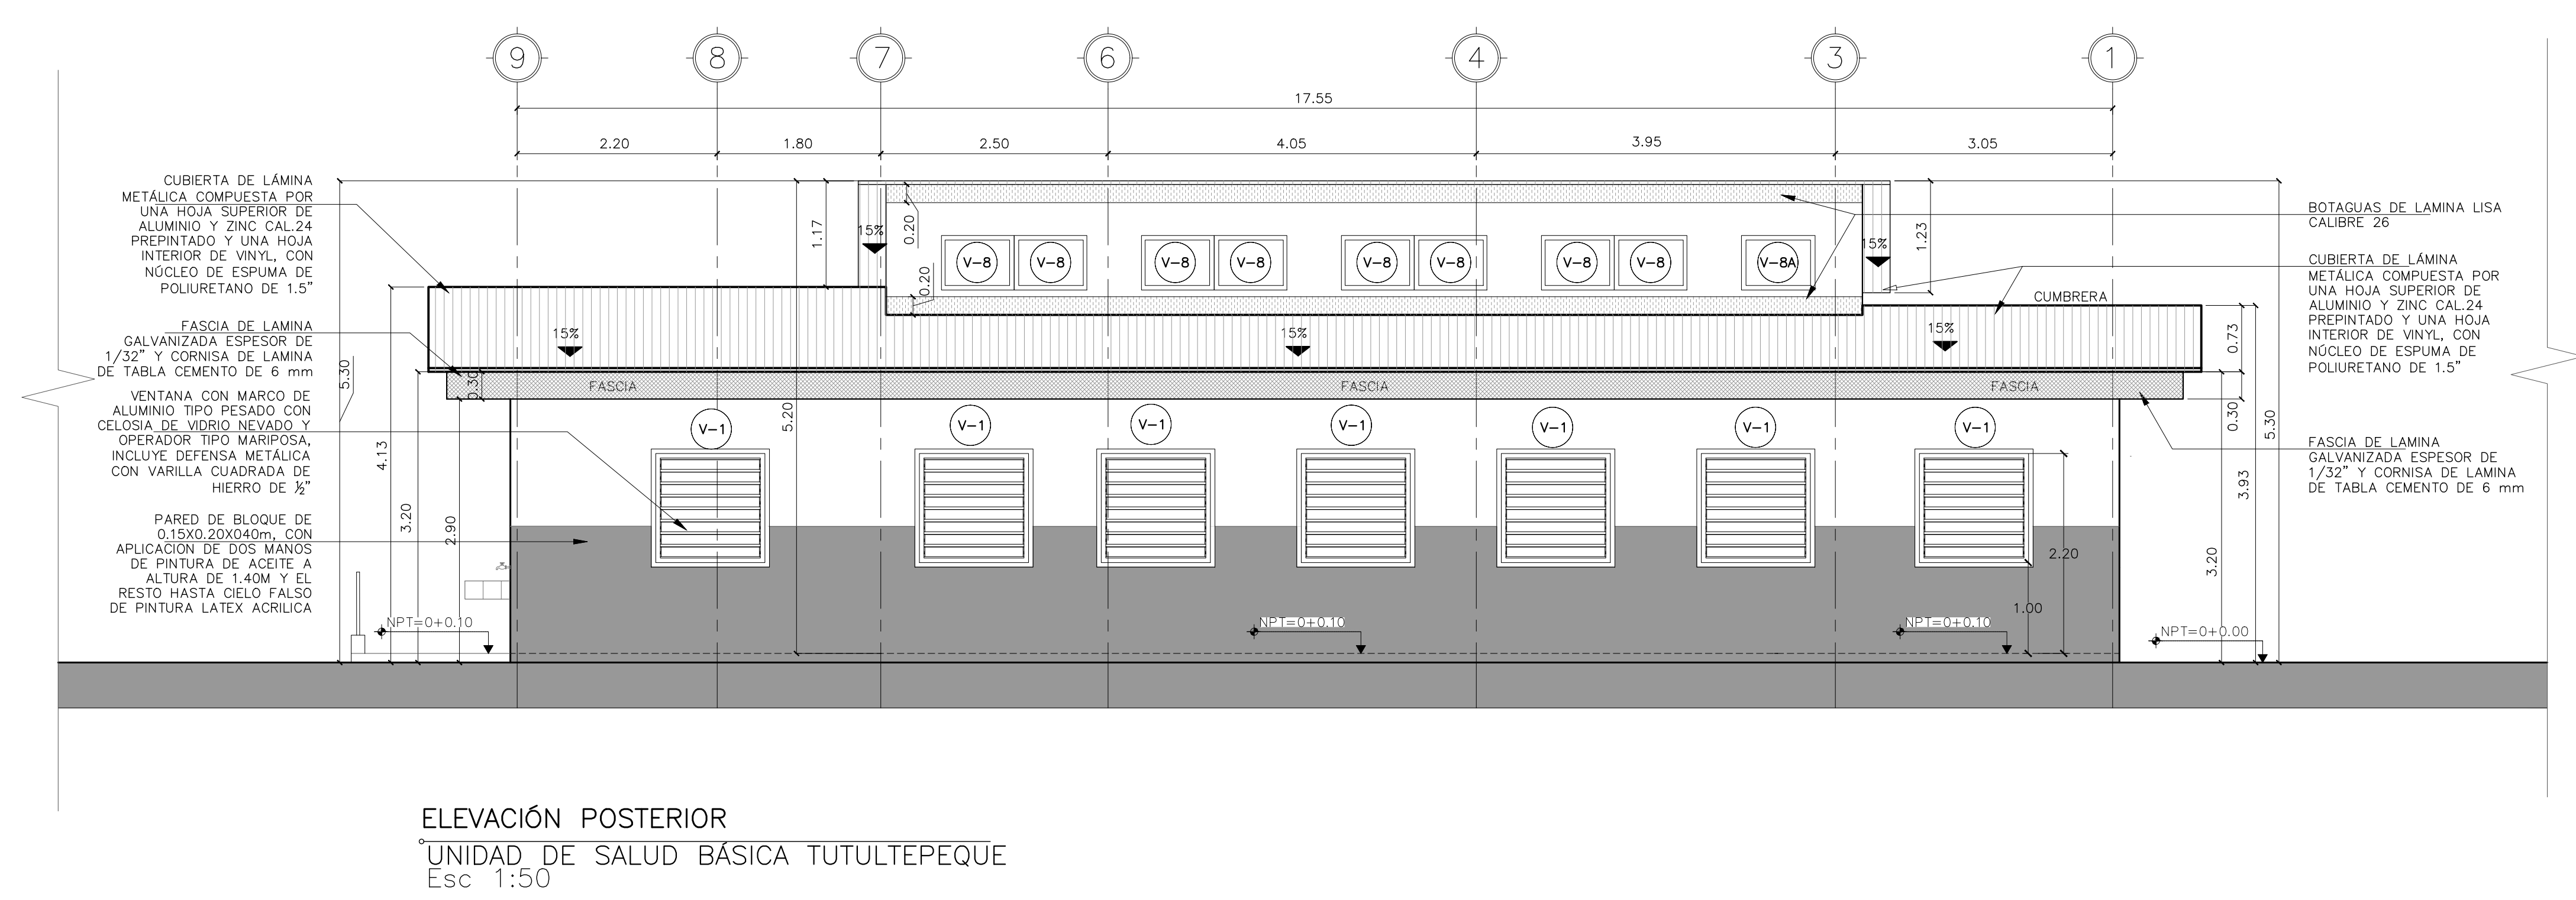 9 8 7 6 4 3 1
17.55
2.20 1.80 2.50 4.05 3.95 3.05
CUBIERTA DE LÁMINA
METÁLICA COMPUESTA POR
UNA HOJA SUPERIOR DE
ALUMINIO Y ZINC CAL.24
PREPINTADO Y UNA HOJA
INTERIOR DE VINYL, CON
NÚCLEO DE ESPUMA DE
POLIURETANO DE 1.5"
FASCIA DE LAMINA
GALVANIZADA ESPESOR DE
1/32" Y CORNISA DE LAMINA
DE TABLA CEMENTO DE 6 mm
VENTANA CON MARCO DE
ALUMINIO TIPO PESADO CON
CELOSIA DE VIDRIO NEVADO Y
OPERADOR TIPO MARIPOSA,
INCLUYE DEFENSA METÁLICA
CON VARILLA CUADRADA DE
HIERRO DE ½"
PARED DE BLOQUE DE
0.15X0.20X040m, CON
APLICACION DE DOS MANOS
DE PINTURA DE ACEITE A
ALTURA DE 1.40M Y EL
RESTO HASTA CIELO FALSO
DE PINTURA LATEX ACRILICA
5.30
4.13
3.20
2.90
0.30
5.20
1.17
15%
0.20
0.20
V-8 V-8 V-8 V-8 V-8 V-8 V-8 V-8 V-8A
15%
1.23
CUMBRERA
15% 15% 15%
FASCIA FASCIA FASCIA
V-1 V-1 V-1 V-1 V-1 V-1 V-1
2.20
1.00
NPT=0+0.10 NPT=0+0.10 NPT=0+0.10 NPT=0+0.00
0.73
0.30
3.20
3.93
5.30
BOTAGUAS DE LAMINA LISA
CALIBRE 26
CUBIERTA DE LÁMINA
METÁLICA COMPUESTA POR
UNA HOJA SUPERIOR DE
ALUMINIO Y ZINC CAL.24
PREPINTADO Y UNA HOJA
INTERIOR DE VINYL, CON
NÚCLEO DE ESPUMA DE
POLIURETANO DE 1.5"
FASCIA DE LAMINA
GALVANIZADA ESPESOR DE
1/32" Y CORNISA DE LAMINA
DE TABLA CEMENTO DE 6 mm
ELEVACIÓN POSTERIOR
UNIDAD DE SALUD BÁSICA TUTULTEPEQUE
Esc 1:50